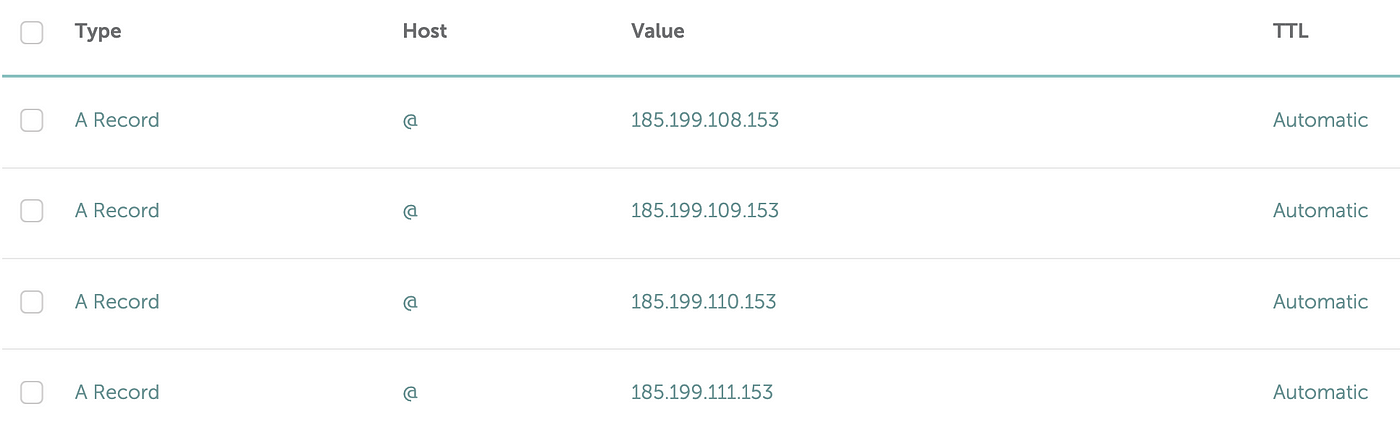 Type Host Value TTL
A Record @ 185.199.108.153 Automatic
A Record @ 185.199.109.153 Automatic
A Record @ 185.199.110.153 Automatic
A Record @ 185.199.111.153 Automatic